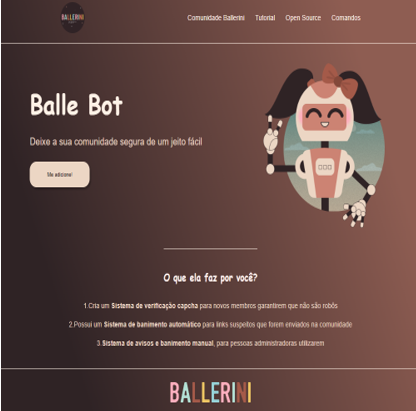 BALLERINI
Comunidade Ballerini Tutorial Open Source Comandos
Balle Bot
Deixe a sua comunidade segura de um jeito fácil
Me adicione!
O que ela faz por você?
1.Cria um Sistema de verificação capcha para novos membros garantirem que não são robôs
2.Possui um Sistema de banimento automático para links suspeitos que forem enviados na comunidade
3.Sistema de avisos e banimento manual, para pessoas administradoras utilizarem
BALLERINI